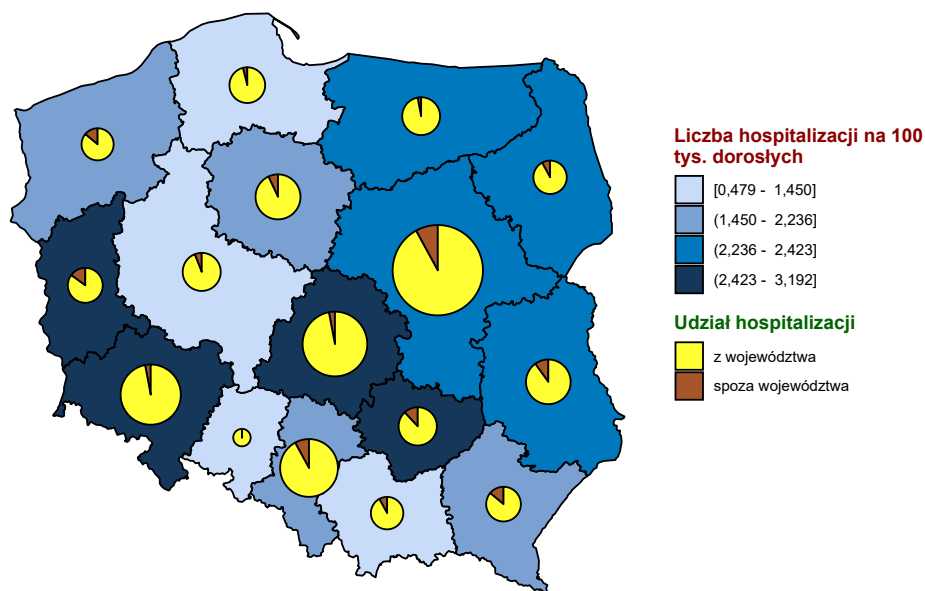 Liczba hospitalizacji na 100
tys. dorosłych
[0,479 - 1,450]
(1,450 - 2,236]
(2,236 - 2,423]
(2,423 - 3,192]
Udział hospitalizacji
z województwa
spoza województwa